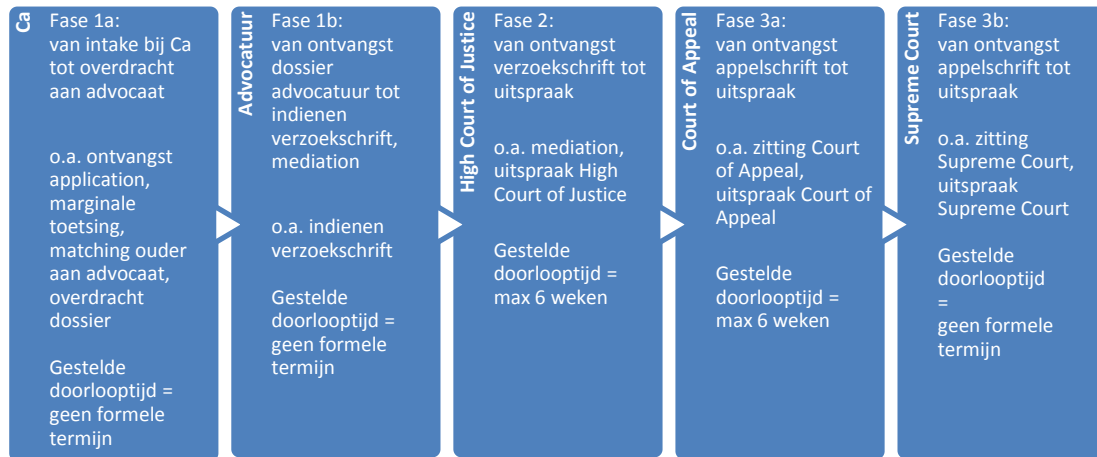 Ca
Fase 1a:
van intake bij Ca
tot overdracht
aan advocaat
o.a. ontvangst
application,
marginale
toetsing,
matching ouder
aan advocaat,
overdracht
dossier
Gestelde
doorlooptijd =
geen formele
termijn
Advocatuur
Fase 1b:
van ontvangst
dossier
advocatuur tot
indienen
verzoekschrift,
mediation
o.a. indienen
verzoekschrift
Gestelde
doorlooptijd =
geen formele
termijn
High Court of Justice
Fase 2:
van ontvangst
verzoekschrift tot
uitspraak
o.a. mediation,
uitspraak High
Court of Justice
Gestelde
doorlooptijd =
max 6 weken
Court of Appeal
Fase 3a:
van ontvangst
appelschrift tot
uitspraak
o.a. zitting Court
of Appeal,
uitspraak Court of
Appeal
Gestelde
doorlooptijd =
max 6 weken
Supreme Court
Fase 3b:
van ontvangst
appelschrift tot
uitspraak
o.a. zitting
Supreme Court,
uitspraak
Supreme Court
Gestelde
doorlooptijd
=
geen formele
termijn